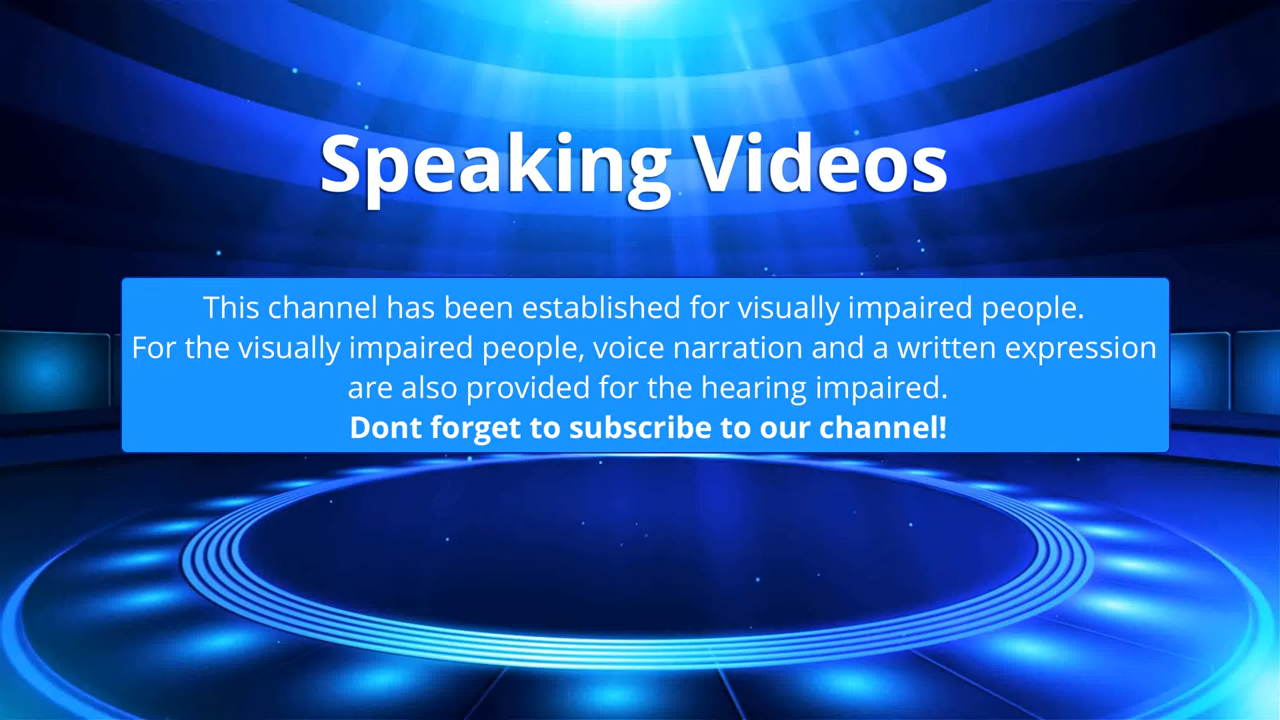 Speaking Videos
This channel has been established for visually impaired people.
For the visually impaired people, voice narration and a written expression
are also provided for the hearing impaired.
Dont forget to subscribe to our channel!